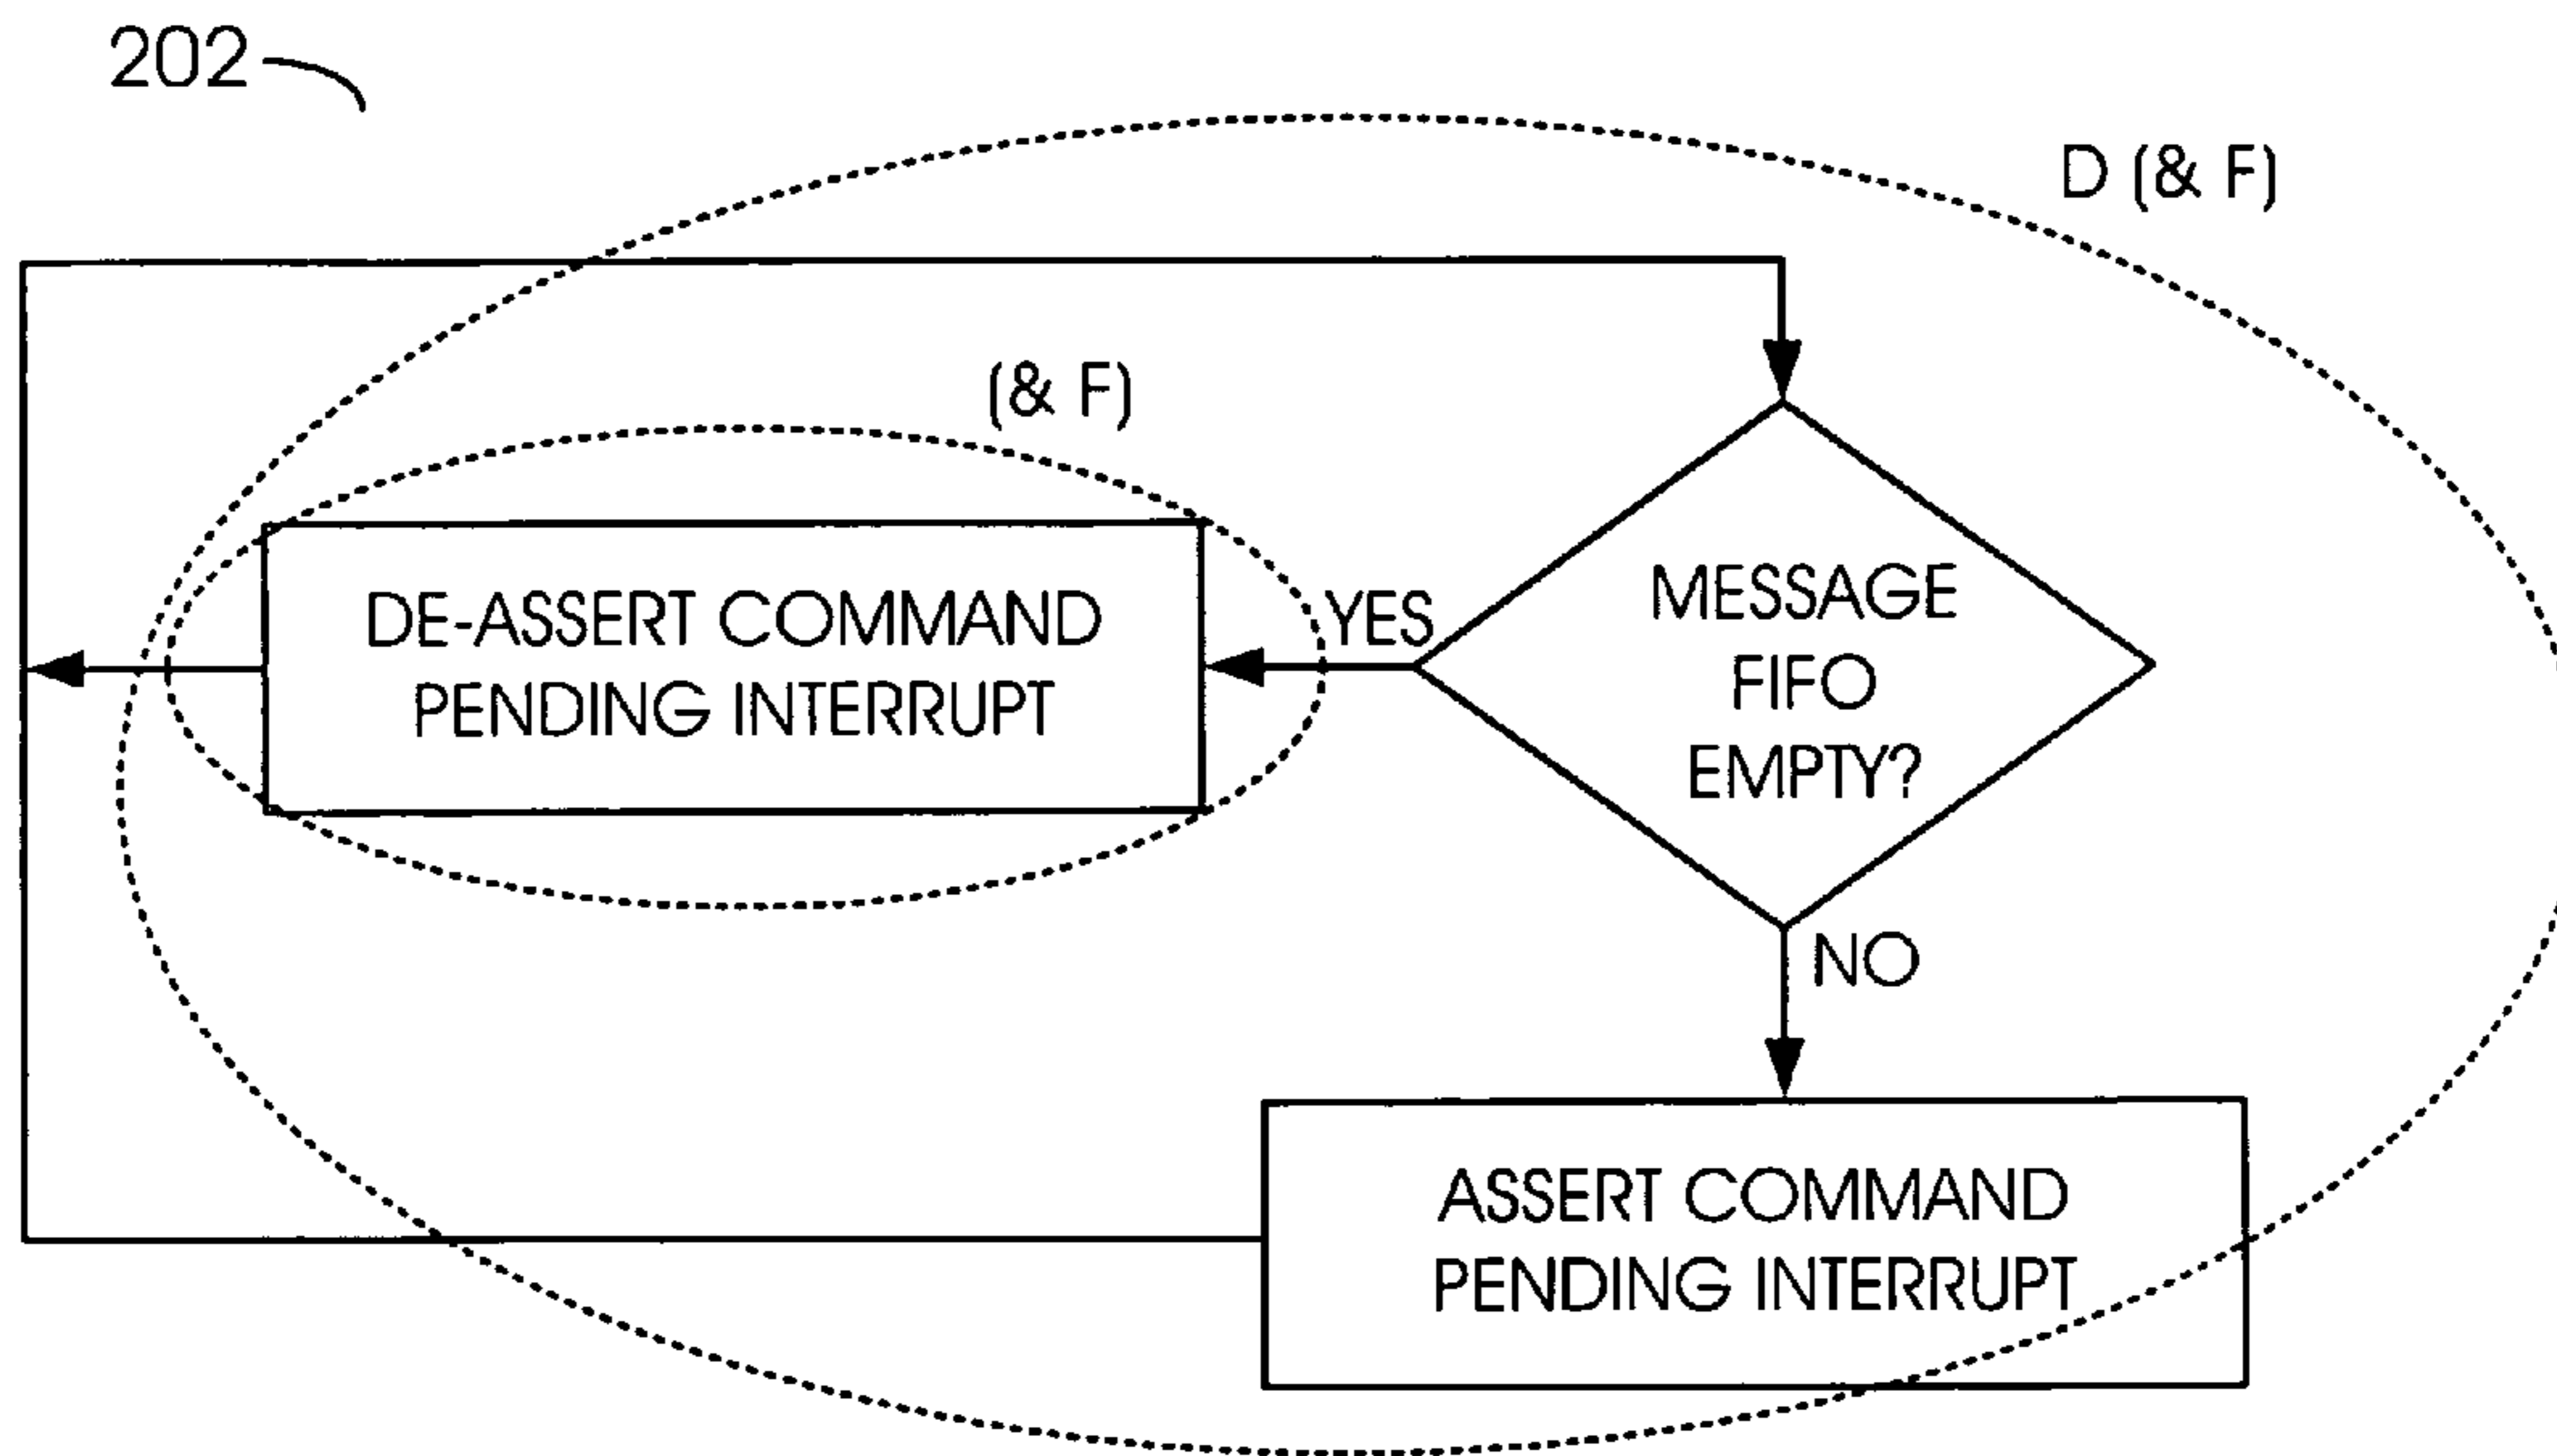 202
D (& F)
(& F)
DE-ASSERT COMMAND
PENDING INTERRUPT
YES
MESSAGE
FIFO
EMPTY?
NO
ASSERT COMMAND
PENDING INTERRUPT